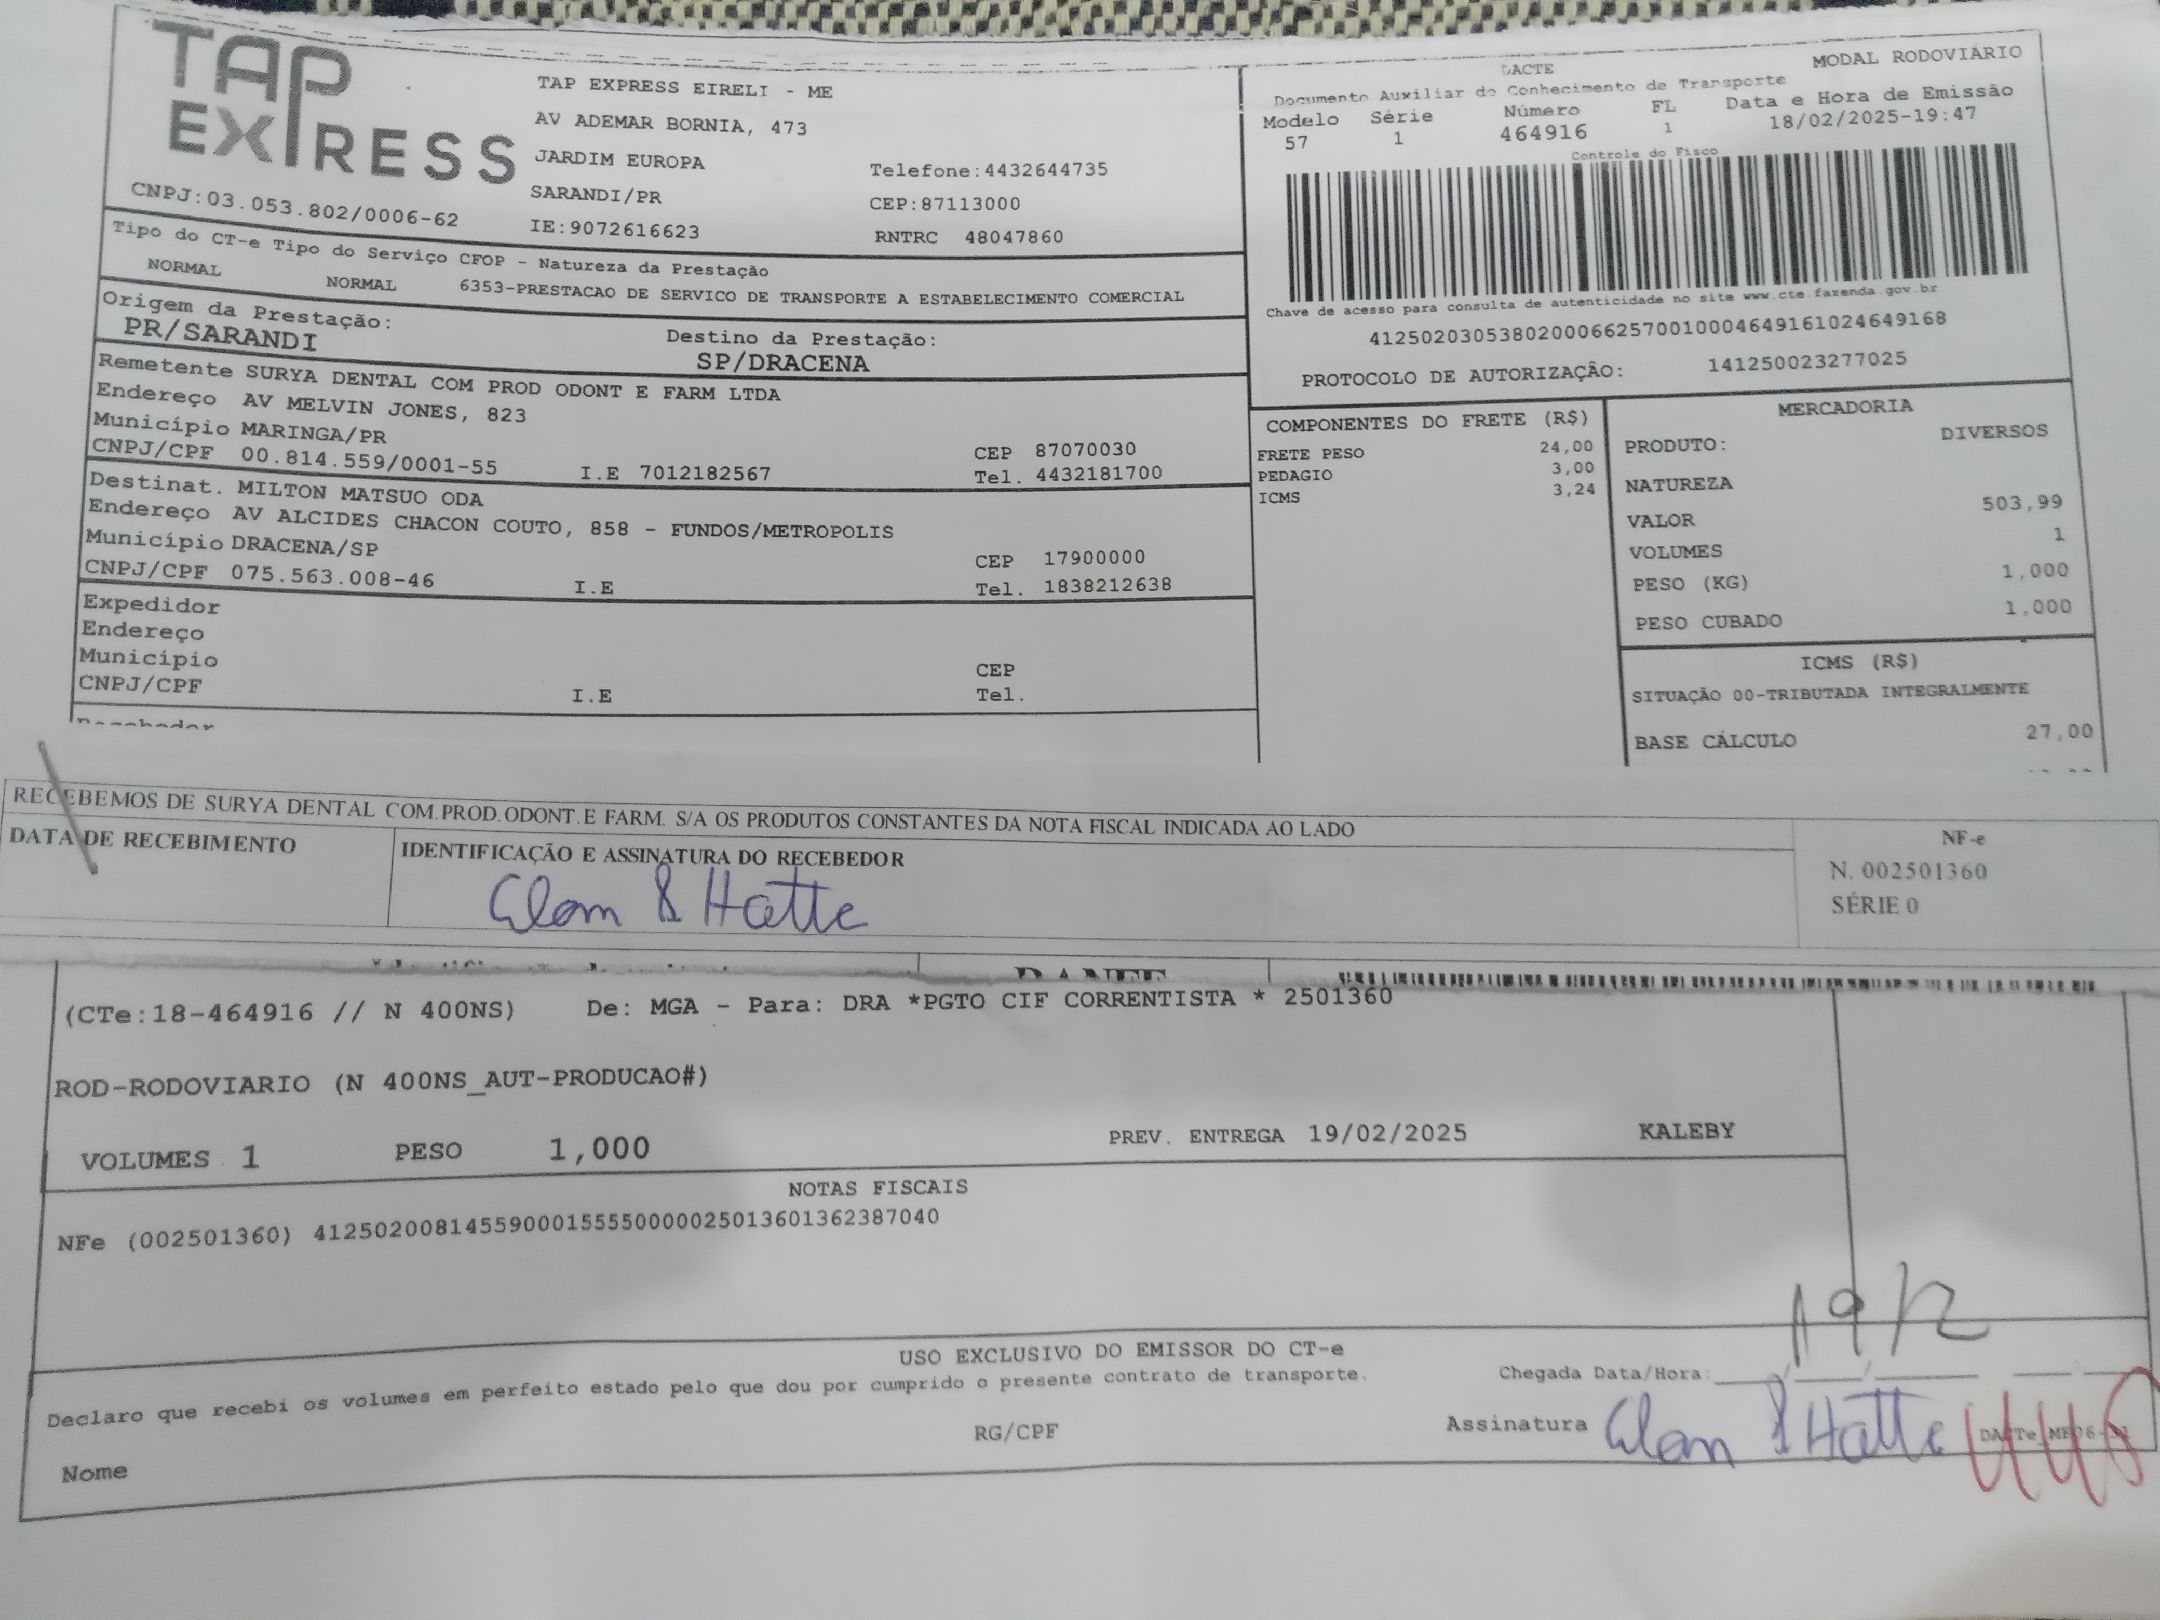 TAP
EXPRESS
CNPJ:03.053.802/0006-62
TAP EXPRESS EIRELI - ME
AV ADEMAR BORNIA, 473
JARDIM EUROPA Telefone:4432644735
SARANDI/PR CEP:87113000
IE:9072616623 RNTRC 48047860
DACTE MODAL RODOVIÁRIO
Documento Auxiliar do Conhecimento de Transporte
Modelo Série Número FL Data e Hora de Emissão
57 1 464916 1 18/02/2025-19:47
Controle do Fisco
Chave de acesso para consulta de autenticidade no site www.cte.fazenda.gov.br
41250203053802000662570010004649161024649168
PROTOCOLO DE AUTORIZAÇÃO: 141250023277025
Tipo do CT-e Tipo do Serviço CFOP - Natureza da Prestação
NORMAL NORMAL 6353-PRESTACAO DE SERVICO DE TRANSPORTE A ESTABELECIMENTO COMERCIAL
Origem da Prestação: Destino da Prestação:
PR/SARANDI SP/DRACENA
Remetente SURYA DENTAL COM PROD ODONT E FARM LTDA
Endereço AV MELVIN JONES, 823
Município MARINGA/PR CEP 87070030
CNPJ/CPF 00.814.559/0001-55 I.E 7012182567 Tel. 4432181700
Destinat. MILTON MATSUO ODA
Endereço AV ALCIDES CHACON COUTO, 858 - FUNDOS/METROPOLIS
Município DRACENA/SP CEP 17900000
CNPJ/CPF 075.563.008-46 I.E Tel. 1838212638
Expedidor
Endereço
Município CEP
CNPJ/CPF I.E Tel.
COMPONENTES DO FRETE (R$)
FRETE PESO 24,00
PEDAGIO 3,00
ICMS 3,24
MERCADORIA
PRODUTO: DIVERSOS
NATUREZA
VALOR 503,99
VOLUMES 1
PESO (KG) 1,000
PESO CUBADO 1,000
ICMS (R$)
SITUAÇÃO 00-TRIBUTADA INTEGRALMENTE
BASE CÁLCULO 27,00
RECEBEMOS DE SURYA DENTAL COM.PROD.ODONT.E FARM. S/A OS PRODUTOS CONSTANTES DA NOTA FISCAL INDICADA AO LADO
DATA DE RECEBIMENTO IDENTIFICAÇÃO E ASSINATURA DO RECEBEDOR
NF-e
N. 002501360
SÉRIE 0
(CTe:18-464916 // N 400NS) De: MGA - Para: DRA *PGTO CIF CORRENTISTA * 2501360
ROD-RODOVIARIO (N 400NS_AUT-PRODUCAO#)
VOLUMES 1 PESO 1,000 PREV. ENTREGA 19/02/2025 KALEBY
NOTAS FISCAIS
NFe (002501360) 41250200814559000155550000025013601362387040
19/2
USO EXCLUSIVO DO EMISSOR DO CT-e
Declaro que recebi os volumes em perfeito estado pelo que dou por cumprido o presente contrato de transporte. Chegada Data/Hora:
Nome RG/CPF Assinatura